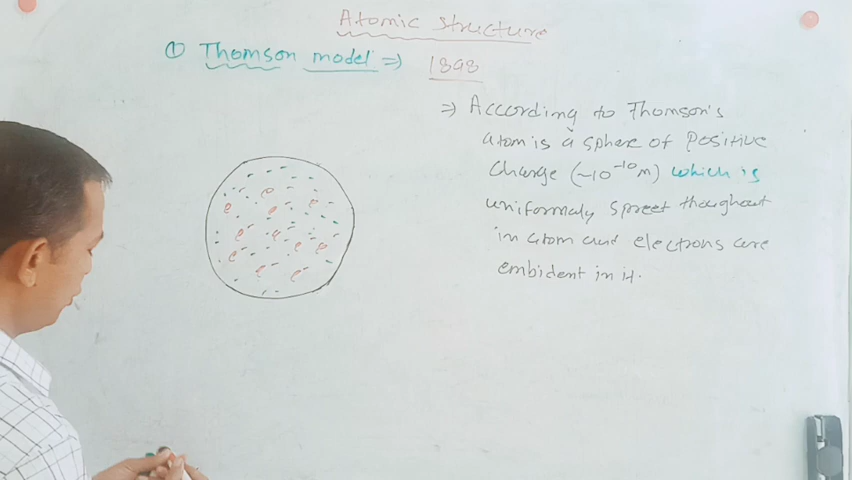 Atomic structure
① Thomson model ⇒ 1898
⇒ According to Thomson's
atom is a sphere of Positive
Charge (~10⁻¹⁰m) which is
uniformaly spreet thoughout
in atom and electrons are
embident in it.
e
e
e
e
e
e
e
e
e
e
e